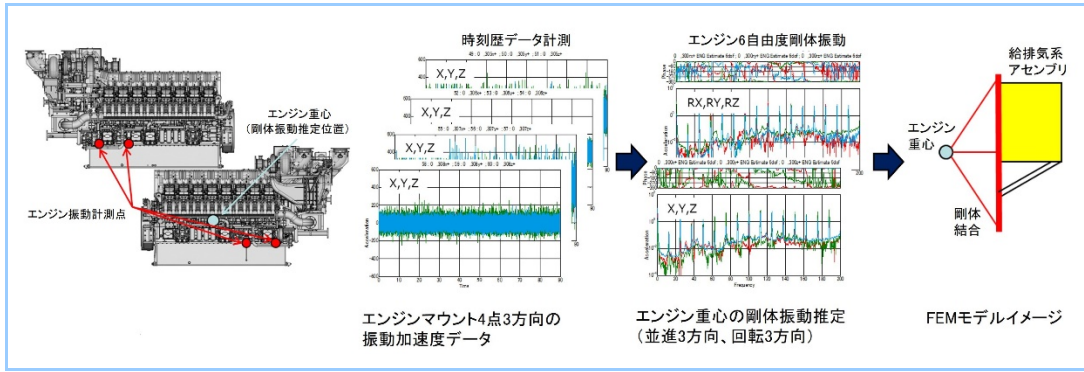 時刻歴データ計測
X,Y,Z
X,Y,Z
X,Y,Z
X,Y,Z
Acceleration
Time
エンジン重心
(剛体振動推定位置)
エンジン振動計測点
エンジンマウント4点3方向の
振動加速度データ
エンジン6自由度剛体振動
RX,RY,RZ
Acceleration
X,Y,Z
Acceleration
Frequency
エンジン重心の剛体振動推定
(並進3方向、回転3方向)
給排気系
アセンブリ
エンジン
重心
剛体
結合
FEMモデルイメージ